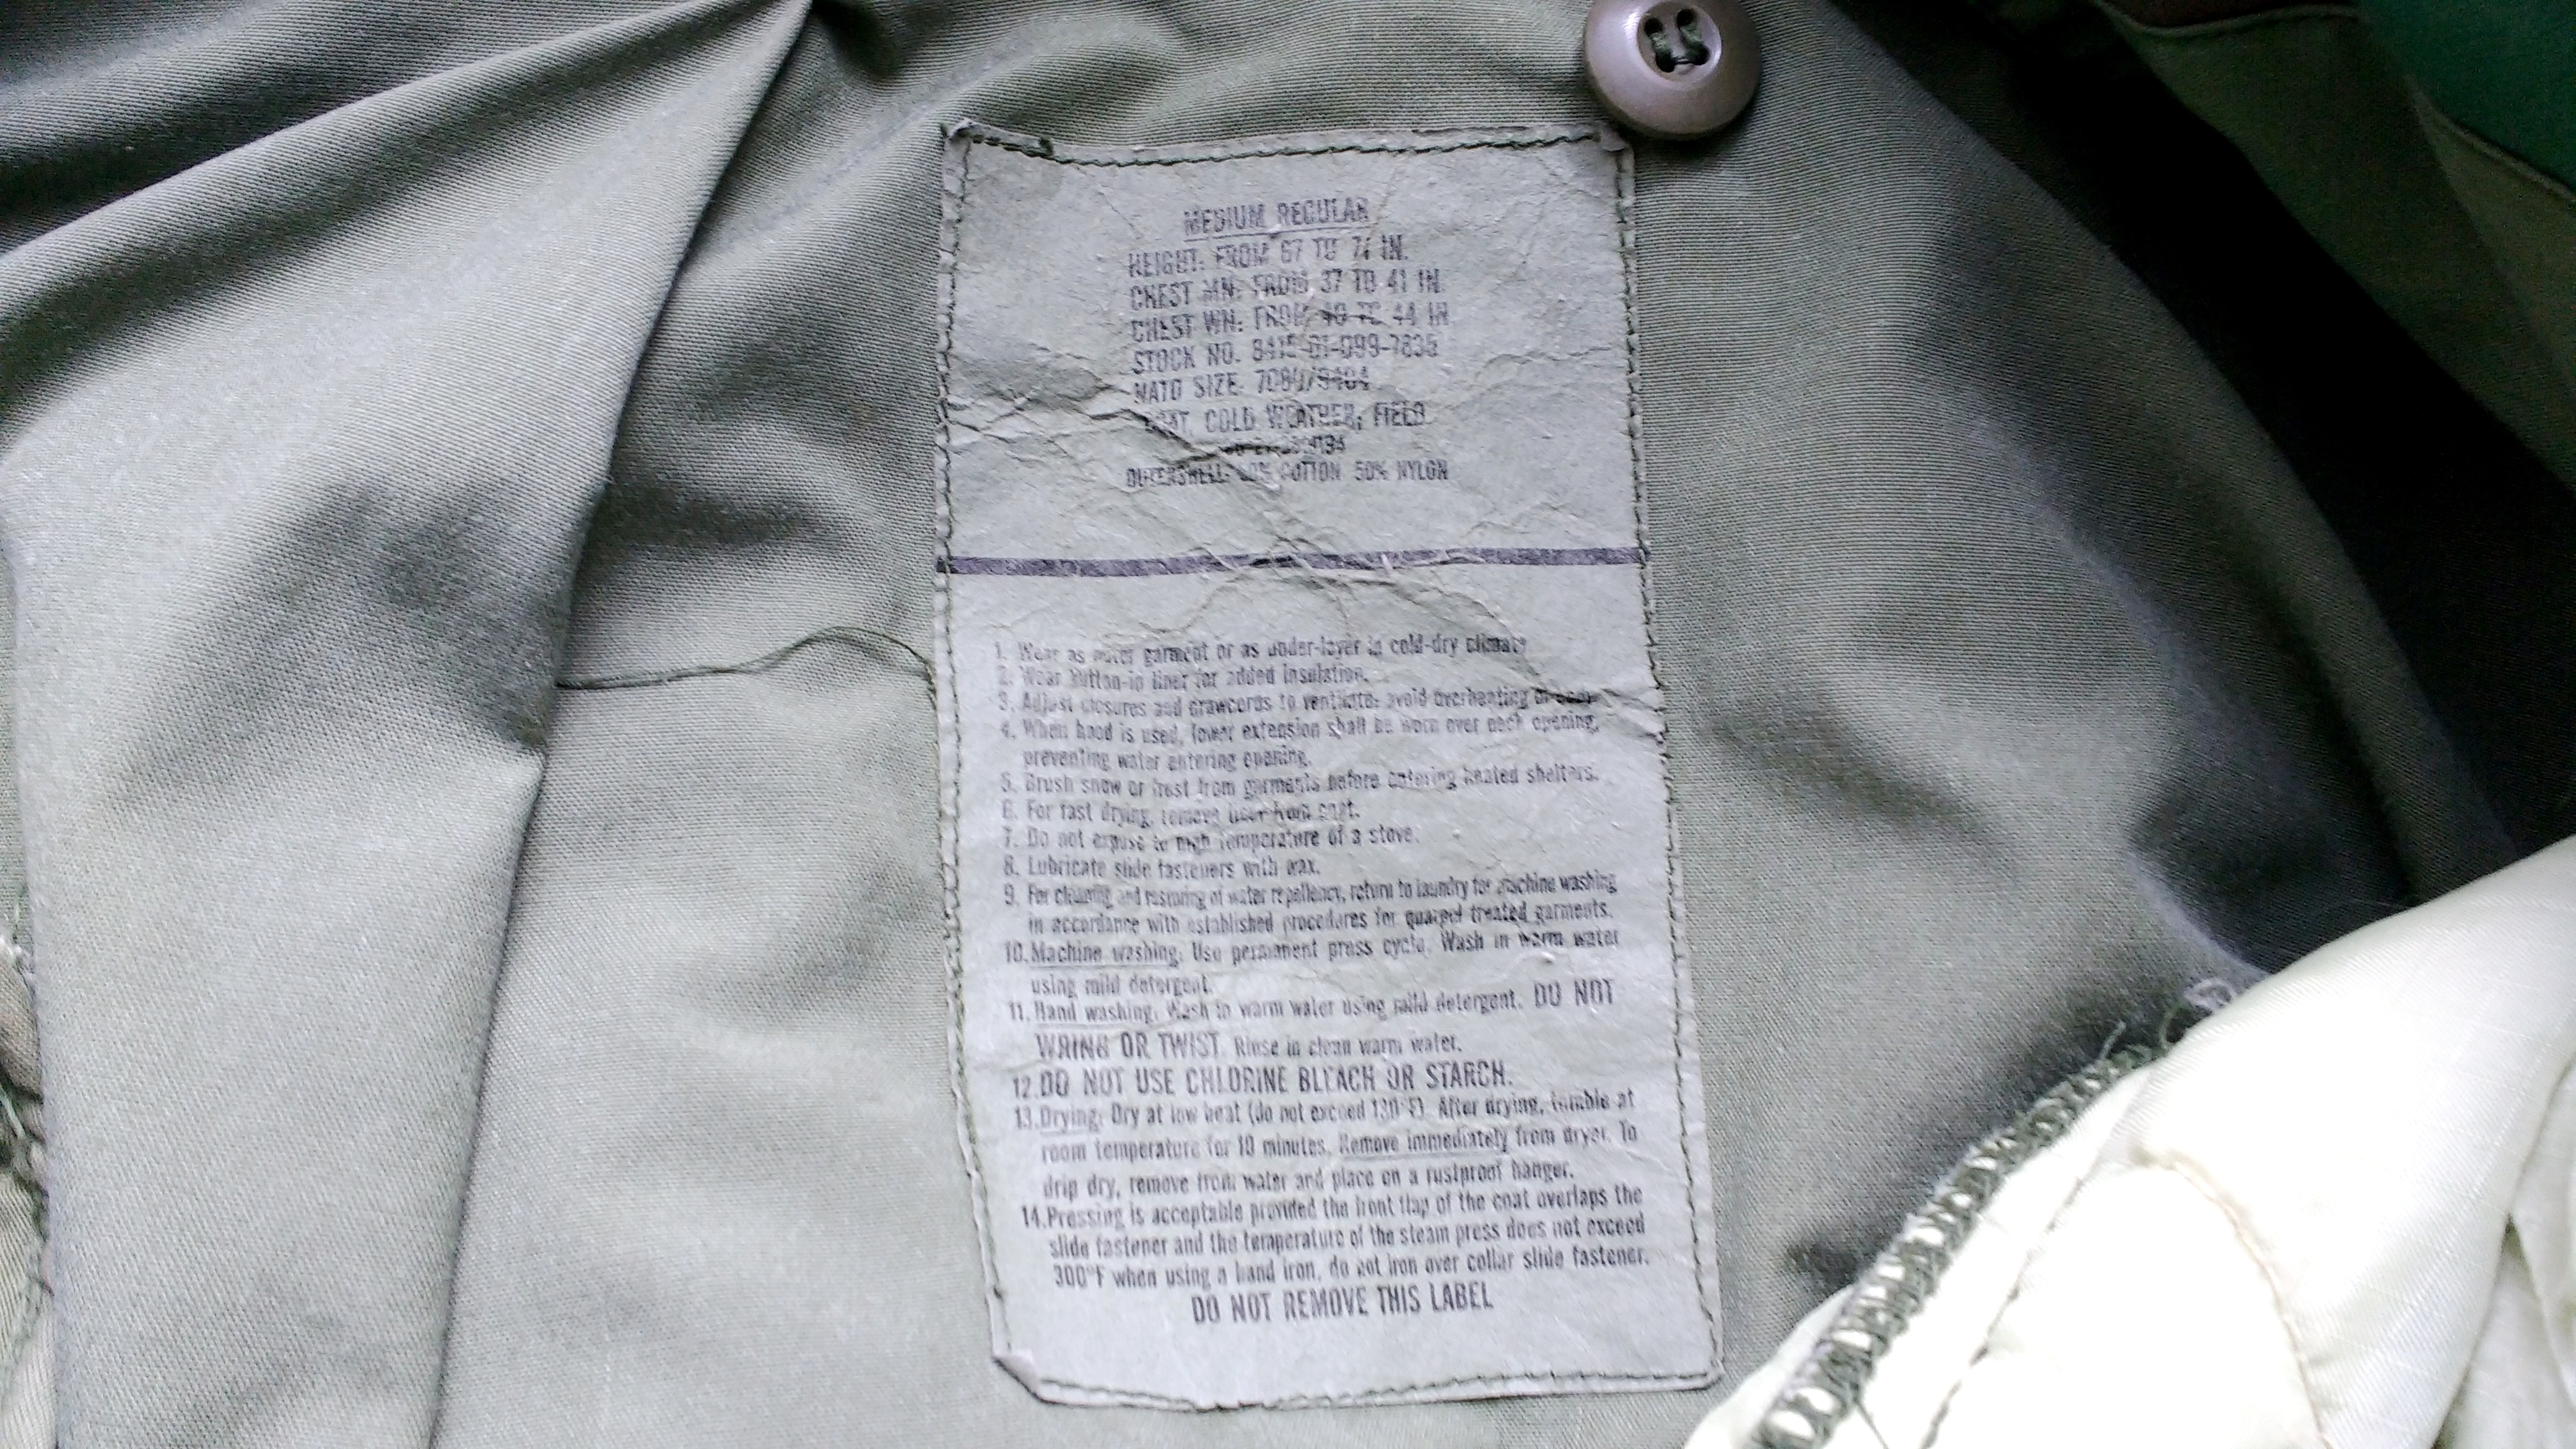 MEDIUM REGULAR
HEIGHT: FROM 67 TO 71 IN.
CHEST MN: FROM 37 TO 41 IN.
CHEST WN: FROM 40 TO 44 IN.
STOCK NO. 8415-01-099-7835
NATO SIZE: 7080/9404
COAT, COLD WEATHER, FIELD
OUTERSHELL: 50% COTTON 50% NYLON
1. Wear as outer garment or as under-layer in cold-dry climate
2. Wear button-in liner for added insulation.
3. Adjust closures and drawcords to ventilate: avoid overheating of body
4. When hood is used, lower extension shall be worn over neck opening,
preventing water entering opening.
5. Brush snow or frost from garments before entering heated shelters.
6. For fast drying, remove liner from coat.
7. Do not expose to high temperature of a stove.
8. Lubricate slide fasteners with wax.
9. For cleaning and restoring of water repellency, return to laundry for machine washing
in accordance with established procedures for quarpel treated garments.
10. Machine washing: Use permanent press cycle. Wash in warm water
using mild detergent.
11. Hand washing: Wash in warm water using mild detergent. DO NOT
WRING OR TWIST. Rinse in clean warm water.
12. DO NOT USE CHLORINE BLEACH OR STARCH.
13. Drying: Dry at low heat (do not exceed 130°F). After drying, tumble at
room temperature for 10 minutes. Remove immediately from dryer. To
drip dry, remove from water and place on a rustproof hanger.
14. Pressing is acceptable provided the front flap of the coat overlaps the
slide fastener and the temperature of the steam press does not exceed
300°F when using a hand iron, do not iron over collar slide fastener.
DO NOT REMOVE THIS LABEL